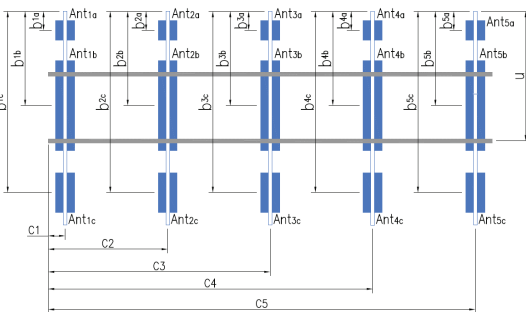 b1a Ant1a b2a Ant2a b3a Ant3a b4a Ant4a b5a Ant5a
b1b Ant1b b2b Ant2b b3b Ant3b b4b Ant4b b5b Ant5b u
b1c b2c b3c b4c b5c
Ant1c Ant2c Ant3c Ant4c Ant5c
C1
C2
C3
C4
C5